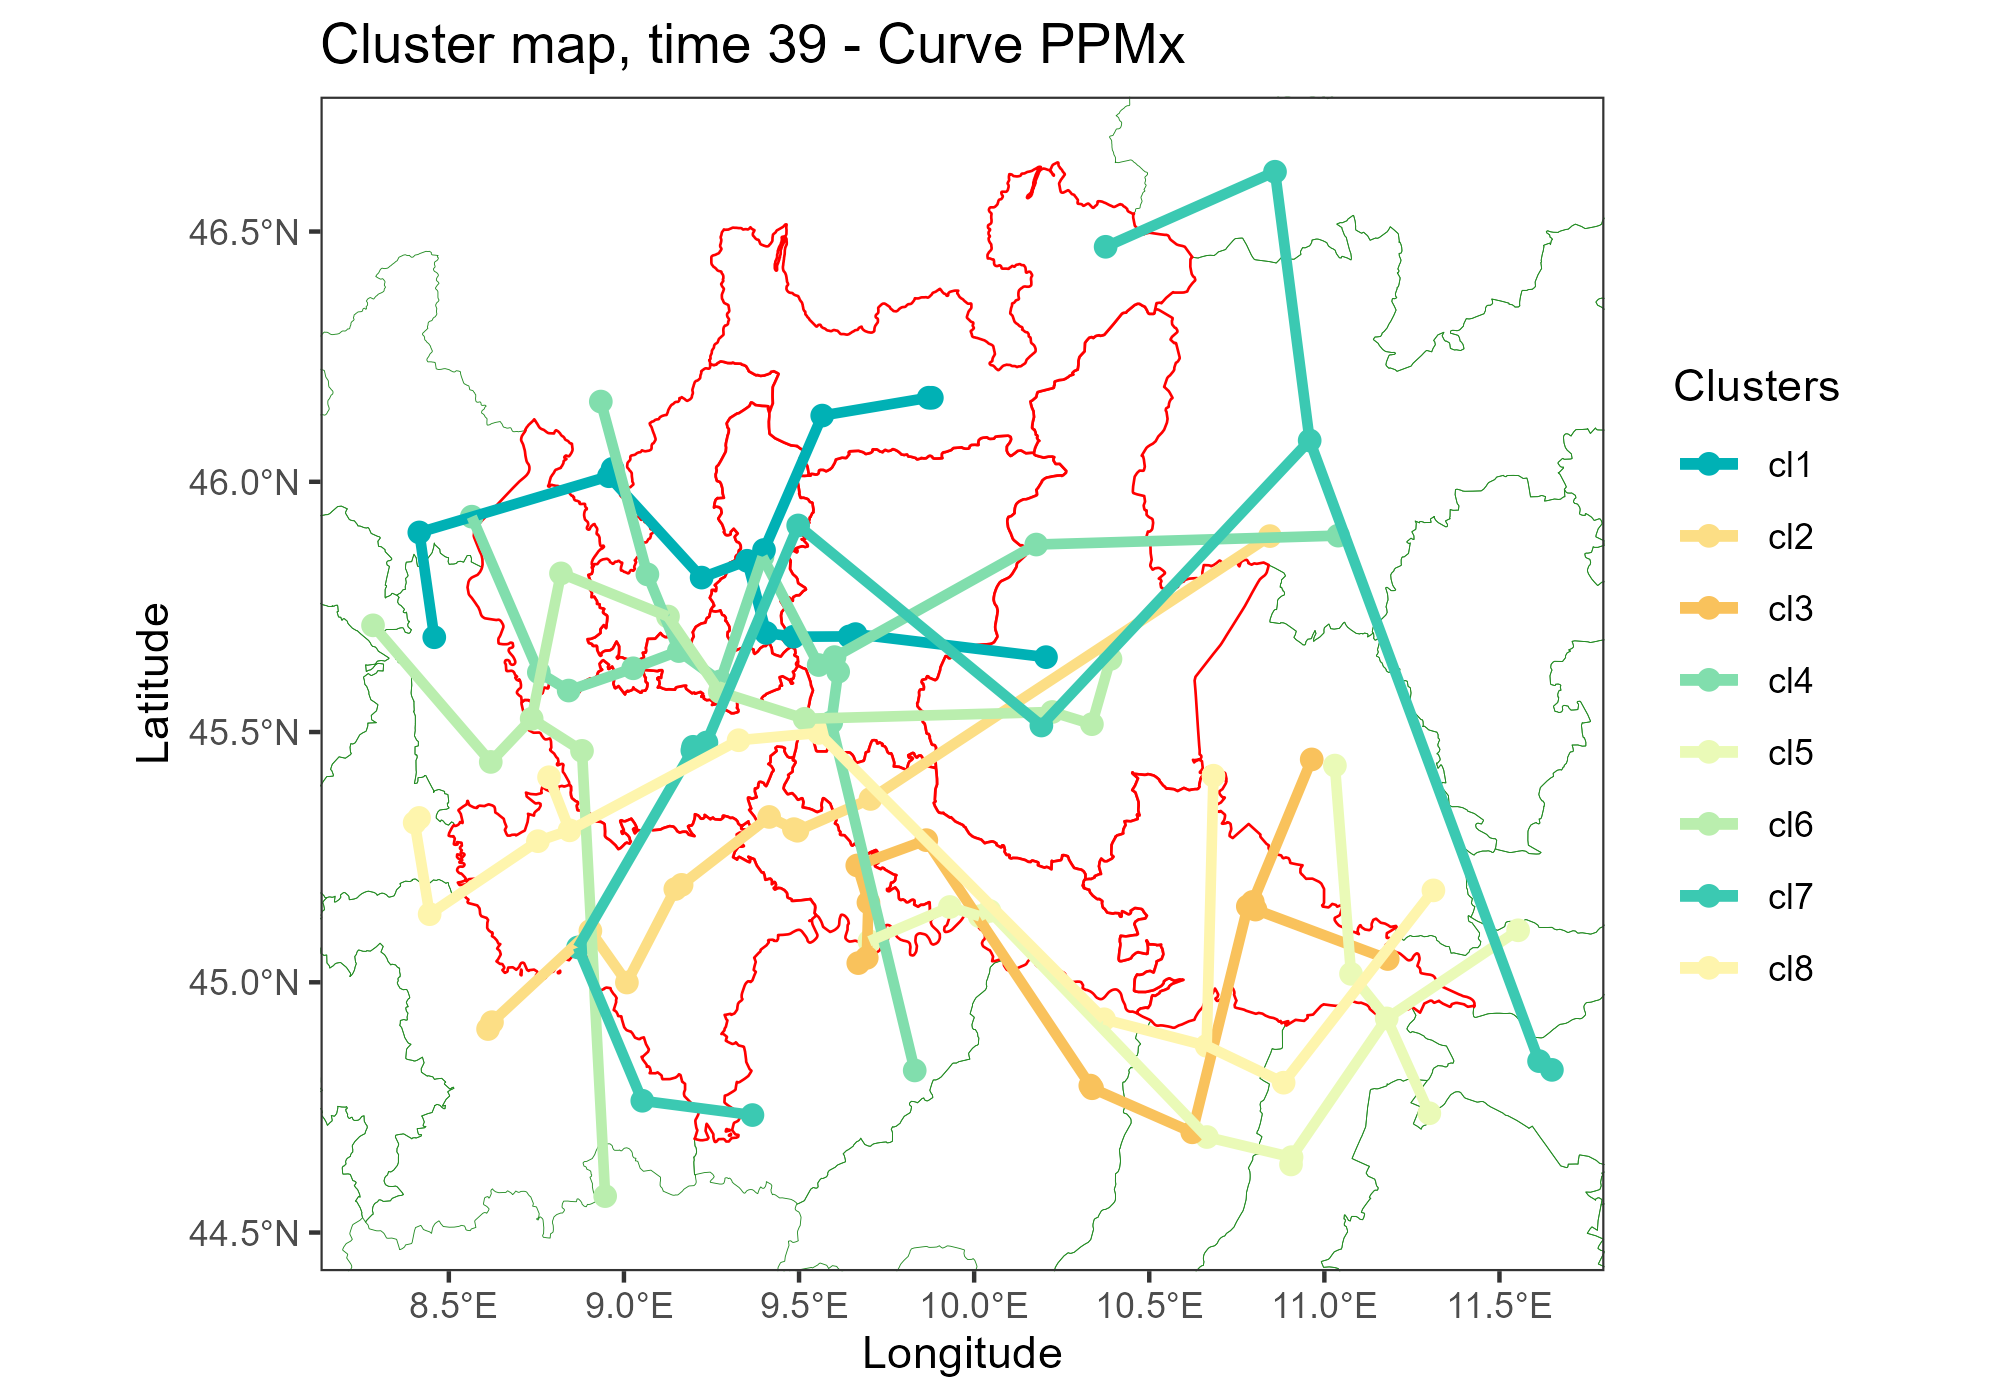 Cluster map, time 39 - Curve PPMx
46.5°N
46.0°N
45.5°N
45.0°N
44.5°N
Latitude
8.5°E
9.0°E
9.5°E
10.0°E
10.5°E
11.0°E
11.5°E
Longitude
Clusters
cl1
cl2
cl3
cl4
cl5
cl6
cl7
cl8